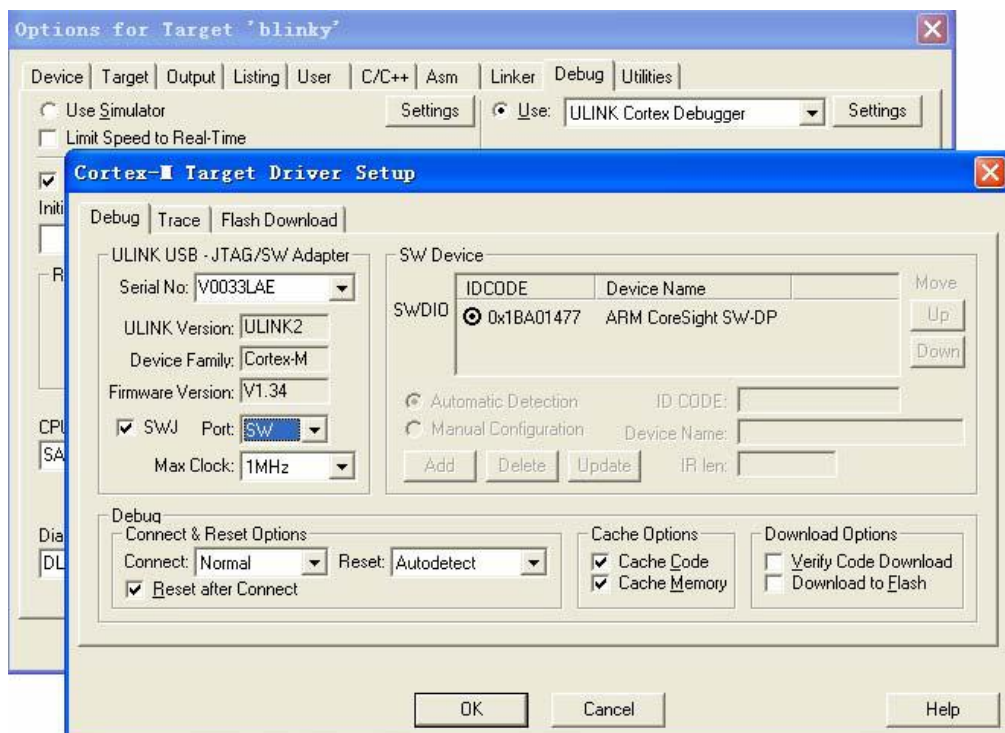 Options for Target 'blinky'
Device Target Output Listing User C/C++ Asm Linker Debug Utilities
Use Simulator Settings Use: ULINK Cortex Debugger Settings
Limit Speed to Real-Time
Cortex-M Target Driver Setup
Initi
R
CPU
SA
Dia
DL
Debug Trace Flash Download
ULINK USB - JTAG/SW Adapter
Serial No: V0033LAE
ULINK Version: ULINK2
Device Family: Cortex-M
Firmware Version: V1.34
SWJ Port: SW
Max Clock: 1MHz
SW Device
IDCODE Device Name Move
SWDIO 0x1BA01477 ARM CoreSight SW-DP Up
Down
Automatic Detection ID CODE:
Manual Configuration Device Name:
Add Delete Update IR len:
Debug
Connect & Reset Options
Connect: Normal Reset: Autodetect
Reset after Connect
Cache Options
Cache Code
Cache Memory
Download Options
Verify Code Download
Download to Flash
OK Cancel Help